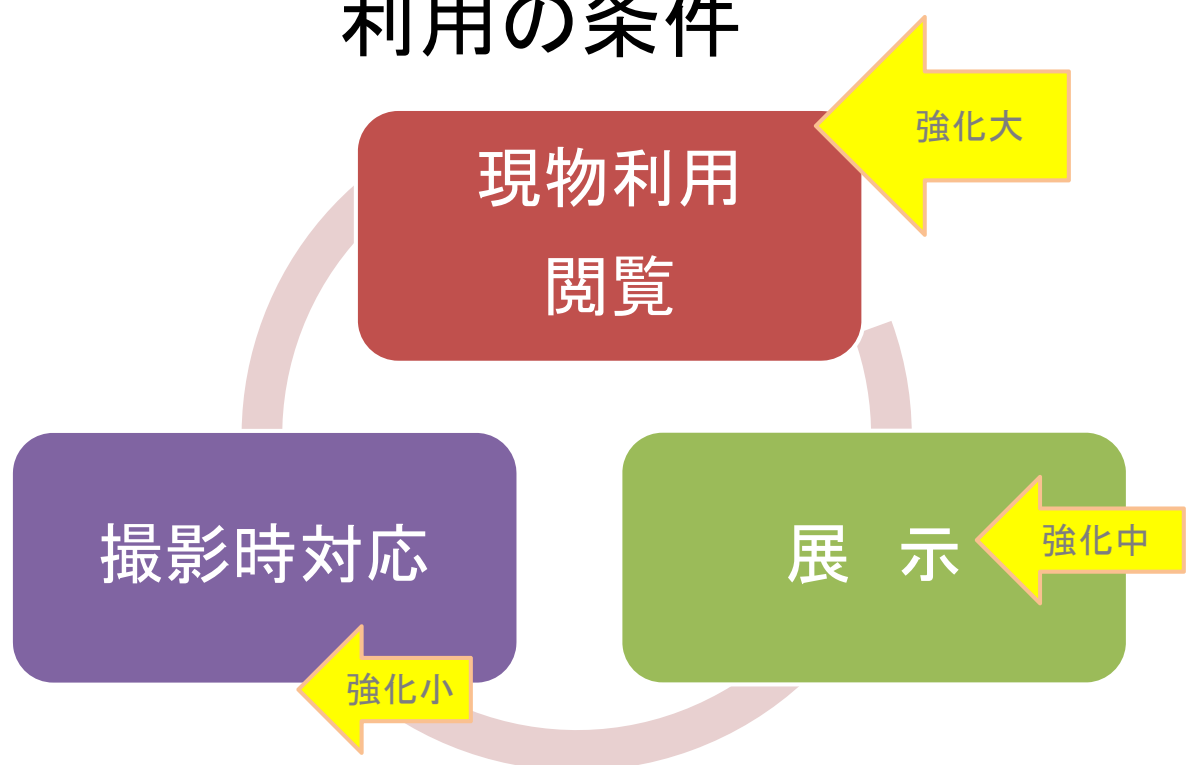 利用の条件
強化大
現物利用
閲覧
撮影時対応
展　示
強化中
強化小